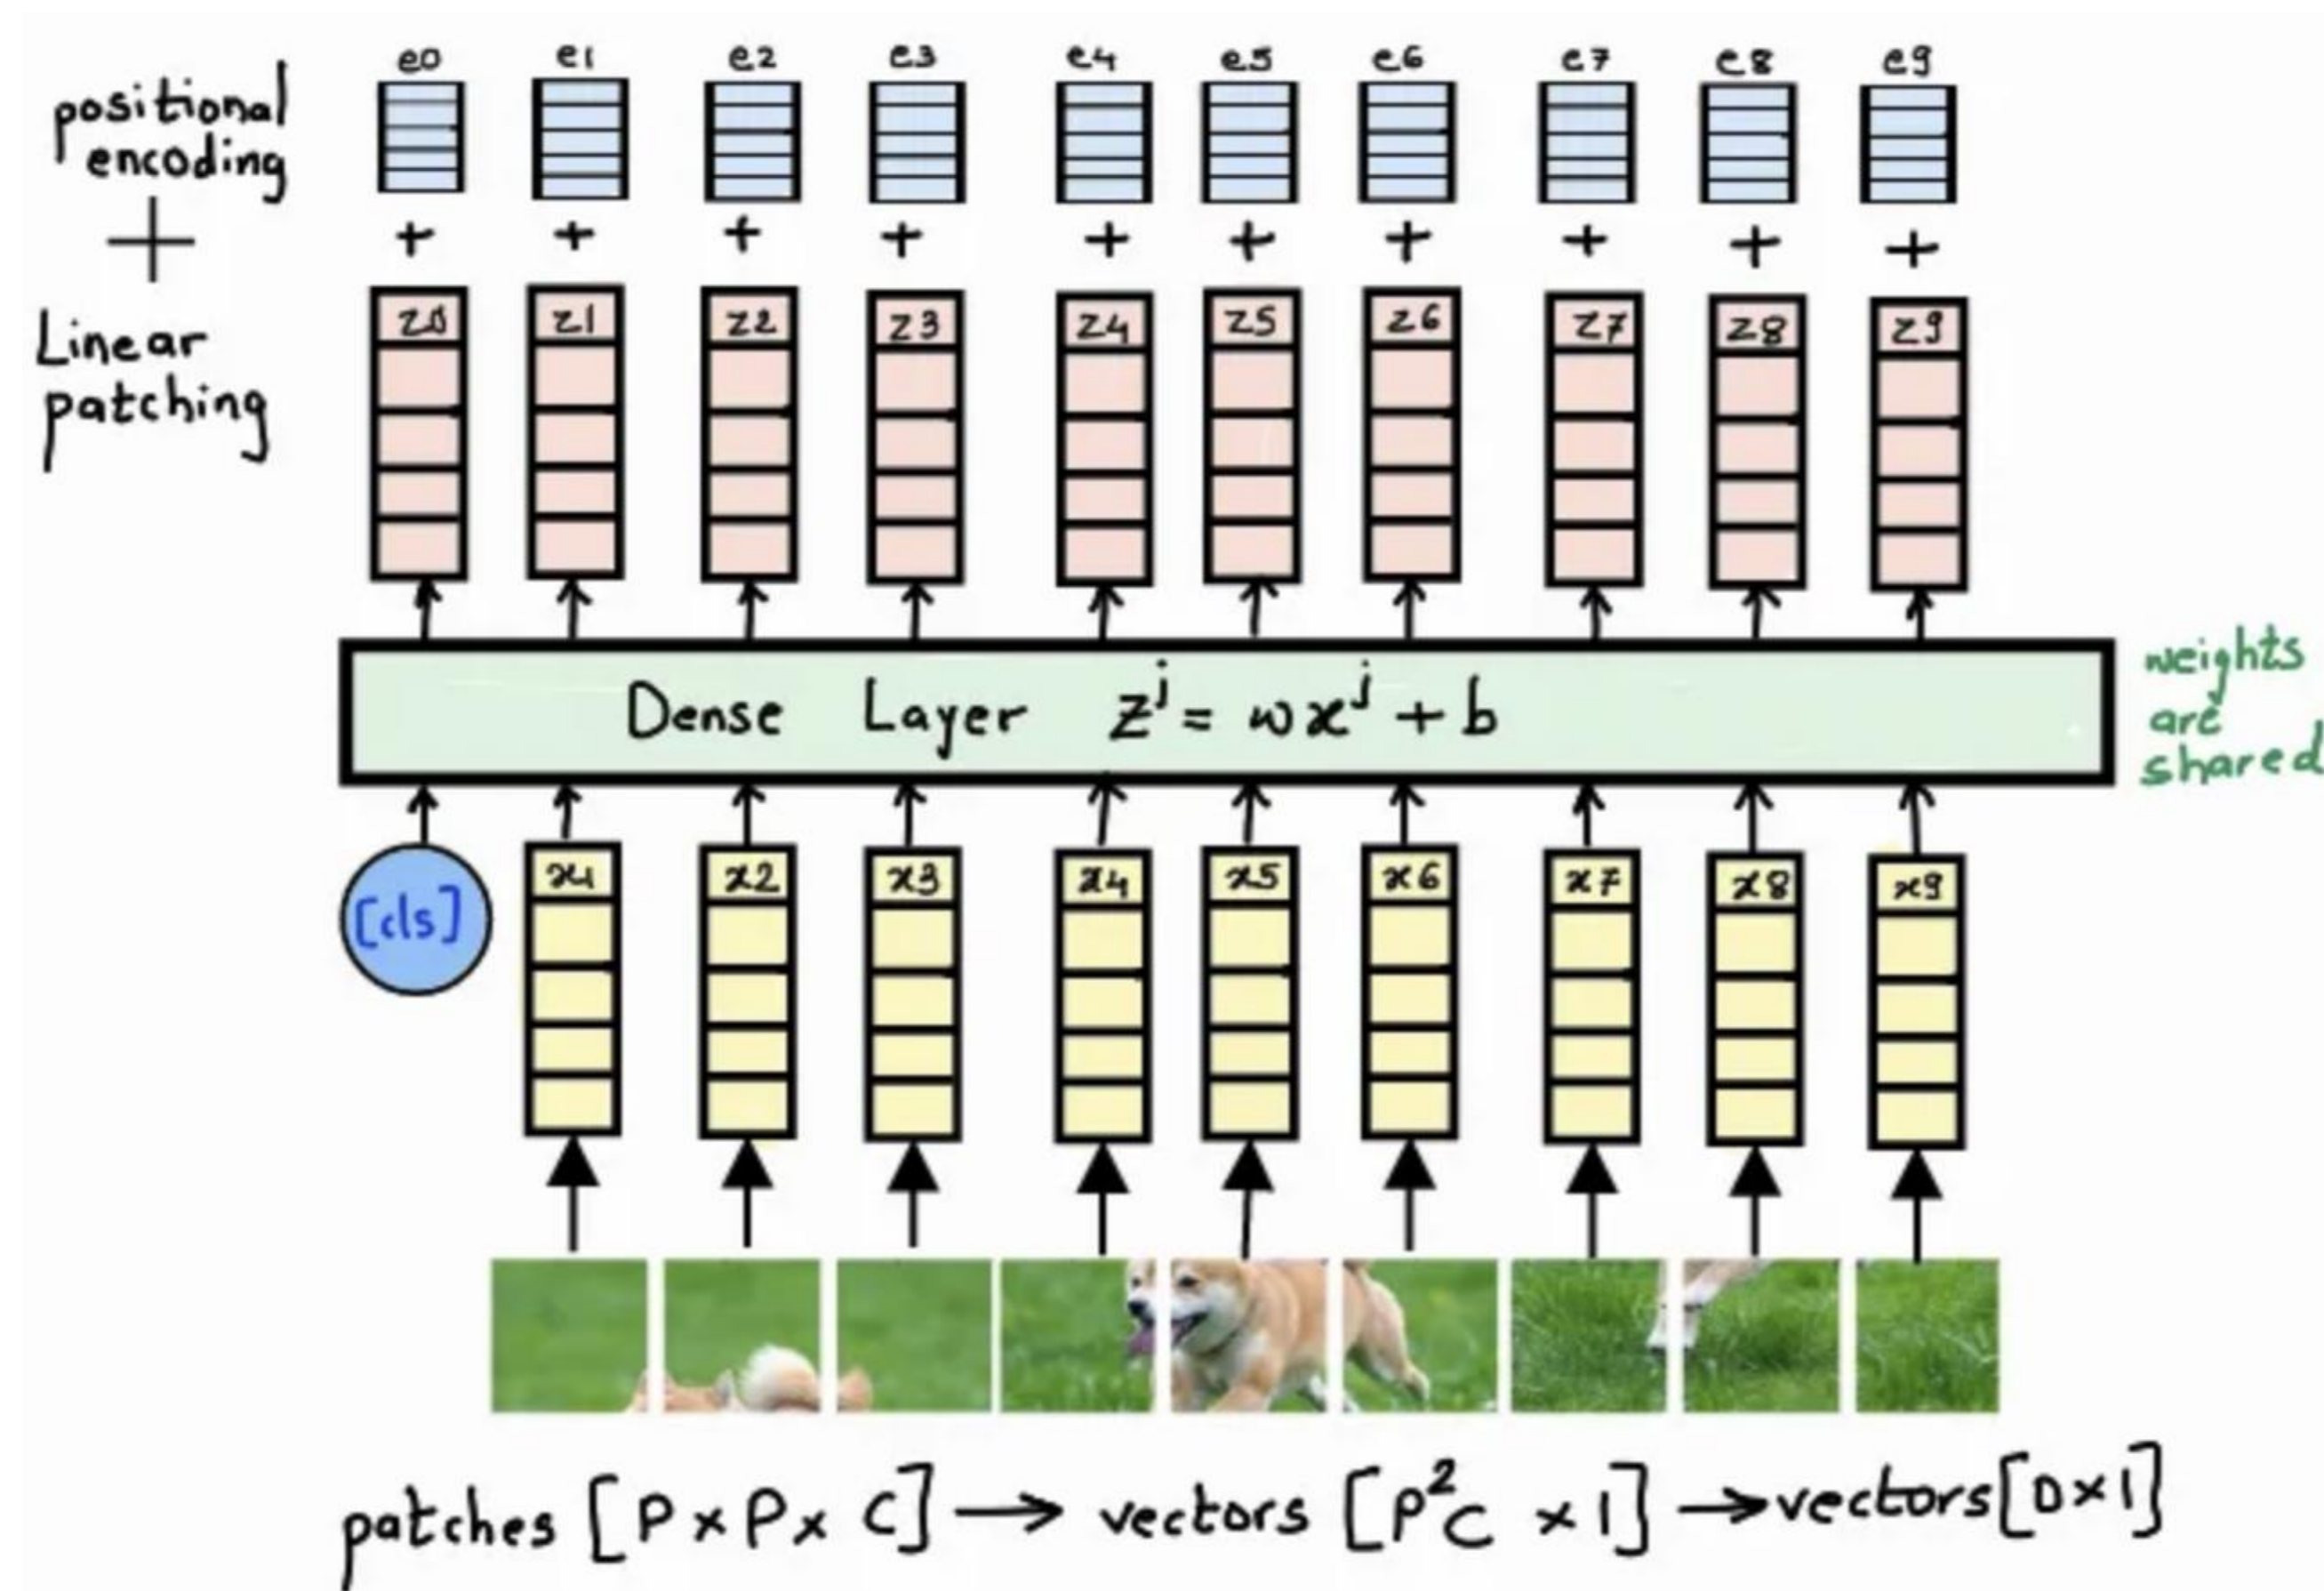 e0 e1 e2 e3 e4 e5 e6 e7 e8 e9
positional
encoding
+ + + + + + + + + +
+
z0 z1 z2 z3 z4 z5 z6 z7 z8 z9
Linear
patching
Dense Layer z^j = wx^j + b
weights
are
shared
[cls] x1 x2 x3 x4 x5 x6 x7 x8 x9
patches [P x P x C] → vectors [P²C x 1] → vectors [D x 1]